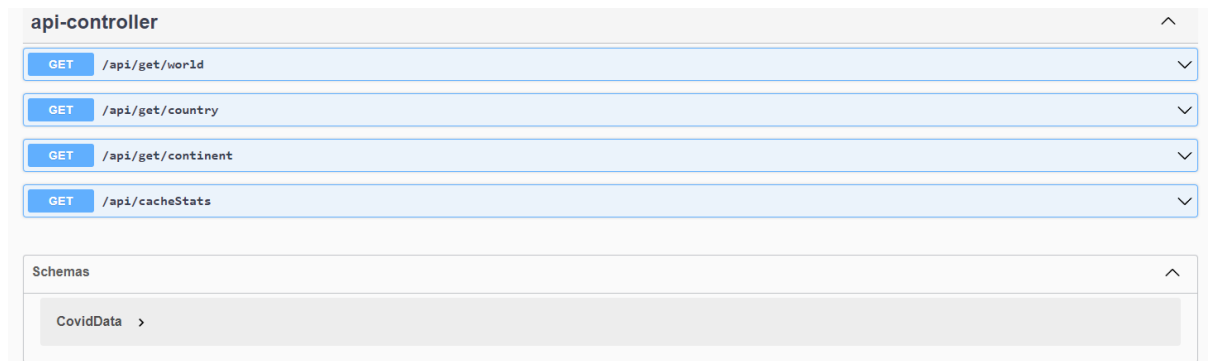 api-controller
GET /api/get/world
GET /api/get/country
GET /api/get/continent
GET /api/cacheStats
Schemas
CovidData